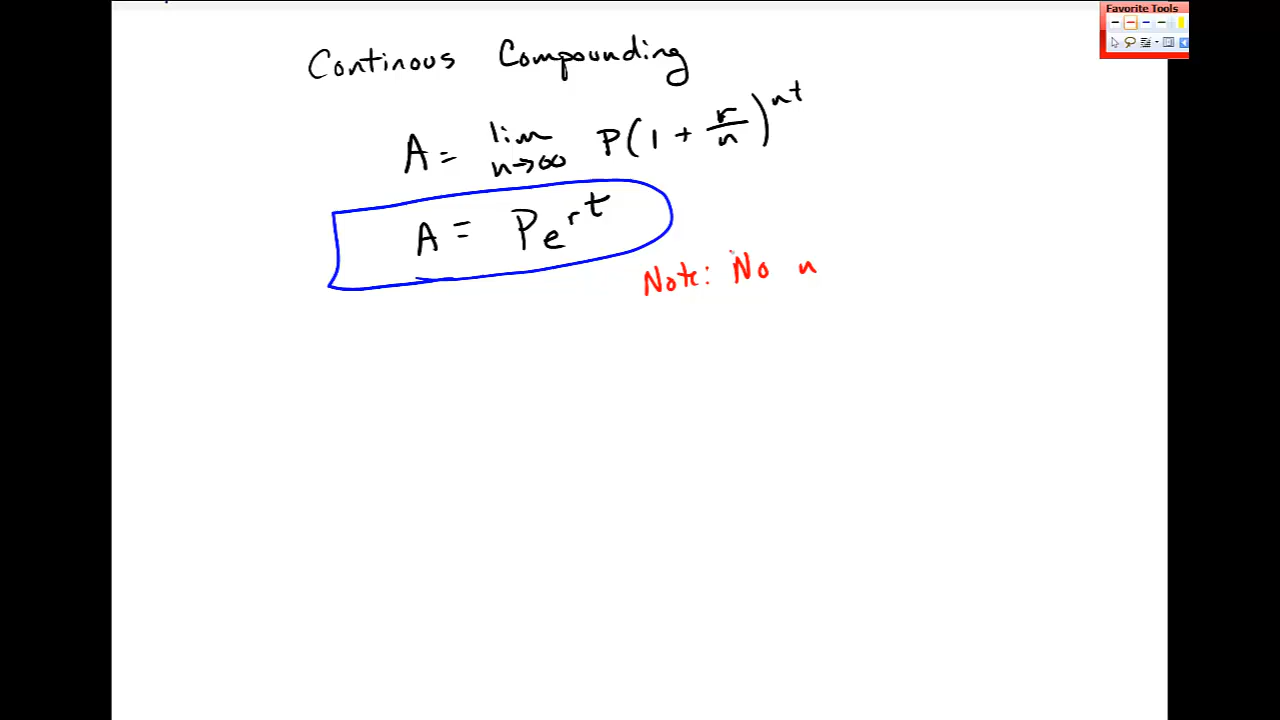 Favorite Tools
Continous Compounding
A = lim n→∞ P(1 + r/n)^nt
A = Pe^rt
Note: No n